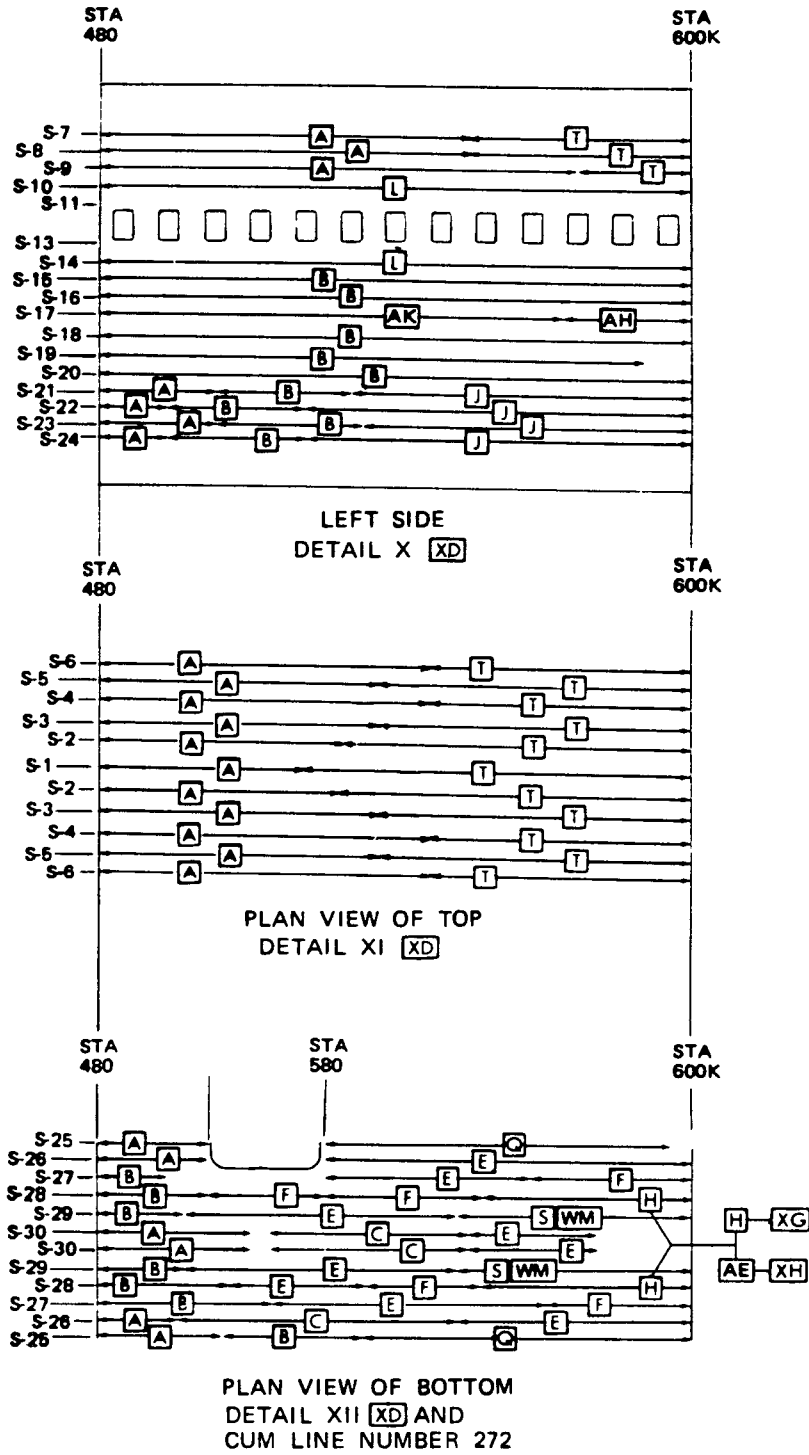 STA 480 STA 600K
S-7 A T
S-8 A T
S-9 A T
S-10 L
S-11
S-13
S-14 L
S-15 B
S-16 B
S-17 AK AH
S-18 B
S-19 B
S-20 B
S-21 A B J
S-22 A B J
S-23 A B J
S-24 A B J
LEFT SIDE
DETAIL X XD
STA 480 STA 600K
S-6 A T
S-5 A T
S-4 A T
S-3 A T
S-2 A T
S-1 A T
S-2 A T
S-3 A T
S-4 A T
S-5 A T
S-6 A T
PLAN VIEW OF TOP
DETAIL XI XD
STA 480 STA 580 STA 600K
S-25 A Q
S-26 A E
S-27 B E F
S-28 B F F H
S-29 B E S WM H XG
S-30 A C E
S-30 A C E
S-29 B E S WM AE XH
S-28 B E F H
S-27 B E F
S-26 A C E
S-25 A B Q
PLAN VIEW OF BOTTOM
DETAIL XII XD AND
CUM LINE NUMBER 272